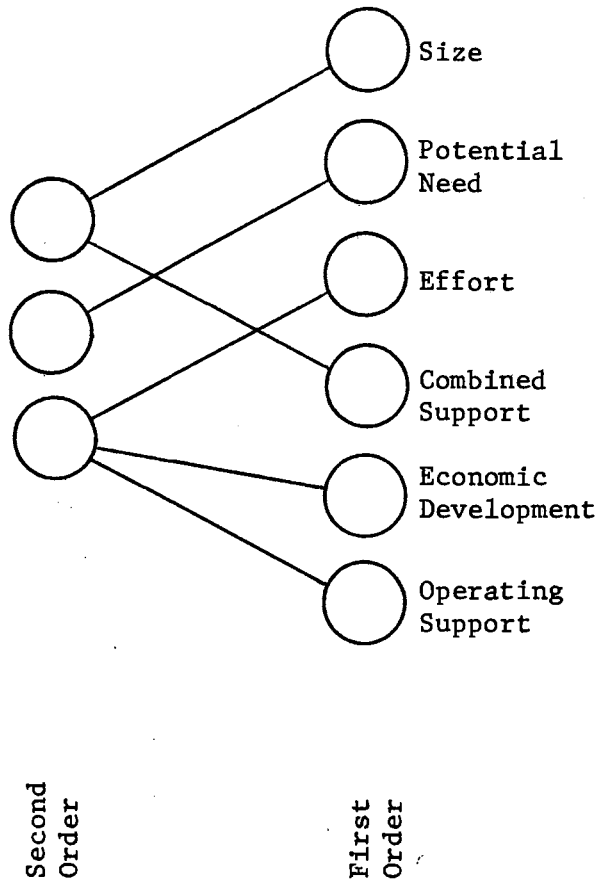 Size
Potential
Need
Effort
Combined
Support
Economic
Development
Operating
Support
Second
Order
First
Order